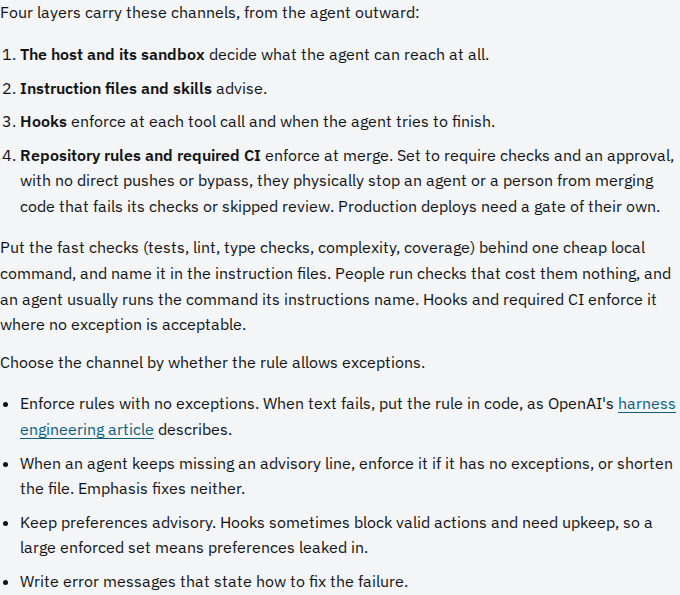 Four layers carry these channels, from the agent outward:
1. The host and its sandbox decide what the agent can reach at all.
2. Instruction files and skills advise.
3. Hooks enforce at each tool call and when the agent tries to finish.
4. Repository rules and required CI enforce at merge. Set to require checks and an approval,
with no direct pushes or bypass, they physically stop an agent or a person from merging
code that fails its checks or skipped review. Production deploys need a gate of their own.
Put the fast checks (tests, lint, type checks, complexity, coverage) behind one cheap local
command, and name it in the instruction files. People run checks that cost them nothing, and
an agent usually runs the command its instructions name. Hooks and required CI enforce it
where no exception is acceptable.
Choose the channel by whether the rule allows exceptions.
• Enforce rules with no exceptions. When text fails, put the rule in code, as OpenAI's harness
engineering article describes.
• When an agent keeps missing an advisory line, enforce it if it has no exceptions, or shorten
the file. Emphasis fixes neither.
• Keep preferences advisory. Hooks sometimes block valid actions and need upkeep, so a
large enforced set means preferences leaked in.
• Write error messages that state how to fix the failure.